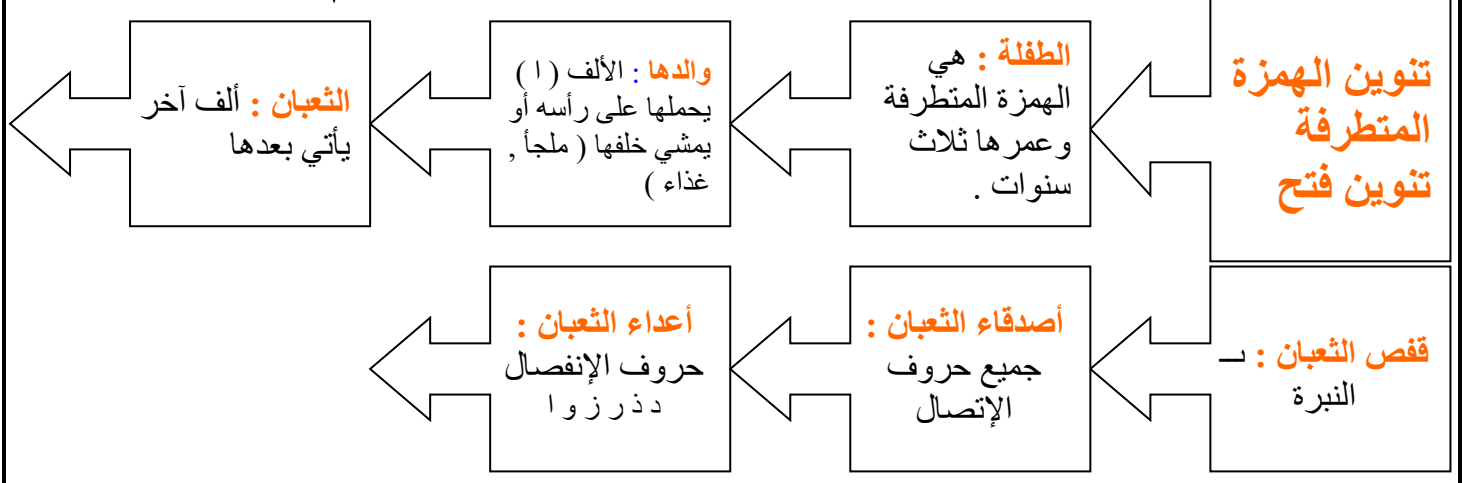 تنوين الهمزة
المتطرفة
تنوين فتح
الطفلة : هي
الهمزة المتطرفة
وعمرها ثلاث
سنوات .
والدها : الألف ( ا )
يحملها على رأسه أو
يمشي خلفها ( ملجأ ,
غذاء )
الثعبان : ألف آخر
يأتي بعدها
قفص الثعبان : ىـ
النبرة
أصدقاء الثعبان :
جميع حروف
الإتصال
أعداء الثعبان :
حروف الإنفصال
د ذ ر ز و ا